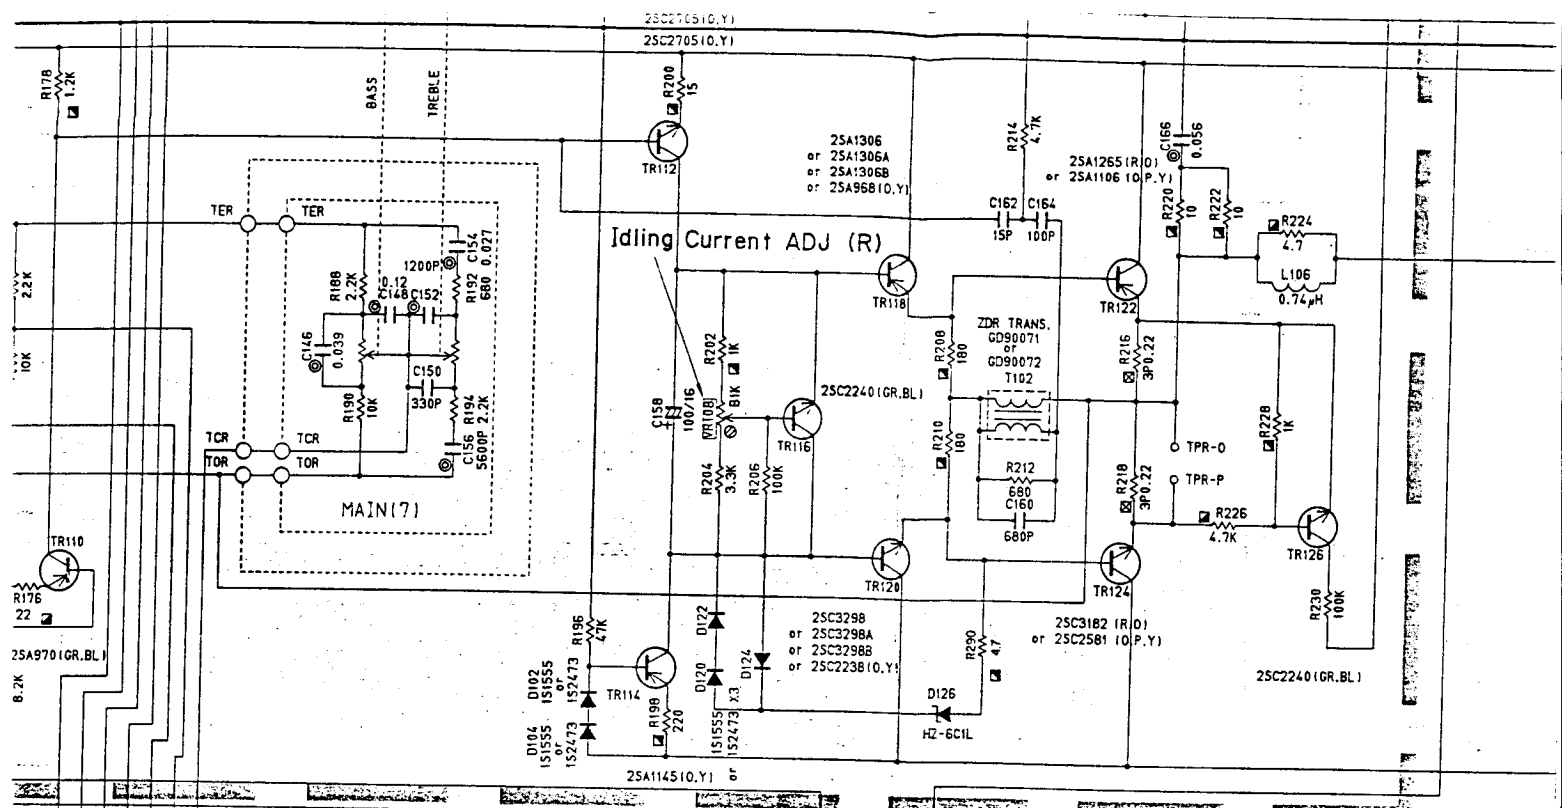 2SC2705(O,Y)
2SC2705(O,Y)
R178
1.2K
BASS
TREBLE
R200
15
TR112
2SA1306
or 2SA1306A
or 2SA1306B
or 2SA968(O,Y)
R214
4.7K
2SA1265(R,O)
or 2SA1106(O,P,Y)
C166
0.056
R220
10
R222
10
R224
4.7
L106
0.74μH
TER
TER
C154
0.027
1200P
R192
680
R188
2.2K
0.12
C148
C152
C146
0.039
C150
330P
R190
10K
R194
2.2K
C156
5600P
TCR
TCR
TOR
TOR
MAIN(7)
2.2K
10K
Idling Current ADJ (R)
C162
15P
C164
100P
TR118
TR122
R202
1K
C158
100/16
VR108
B1K
TR116
2SC2240(GR,BL)
R204
3.3K
R206
100K
R208
180
R210
180
ZDR TRANS.
GD90071
or
GD90072
T102
R212
680
C160
680P
R216
3P0.22
R218
3P0.22
TPR-O
TPR-P
R228
1K
R226
4.7K
TR126
R230
100K
2SC2240(GR,BL)
TR110
R176
22
2SA970(GR,BL)
8.2K
R196
47K
D102
1S1555
or
1S2473
D104
1S1555
or
1S2473
TR114
R198
220
2SA1145(O,Y)
D122
D120
D124
1S1555 or
1S2473 X3
TR120
2SC3298
or 2SC3298A
or 2SC3298B
or 2SC2238(O,Y)
D126
HZ-6C1L
R290
4.7
TR124
2SC3182(R,O)
or 2SC2581(O,P,Y)